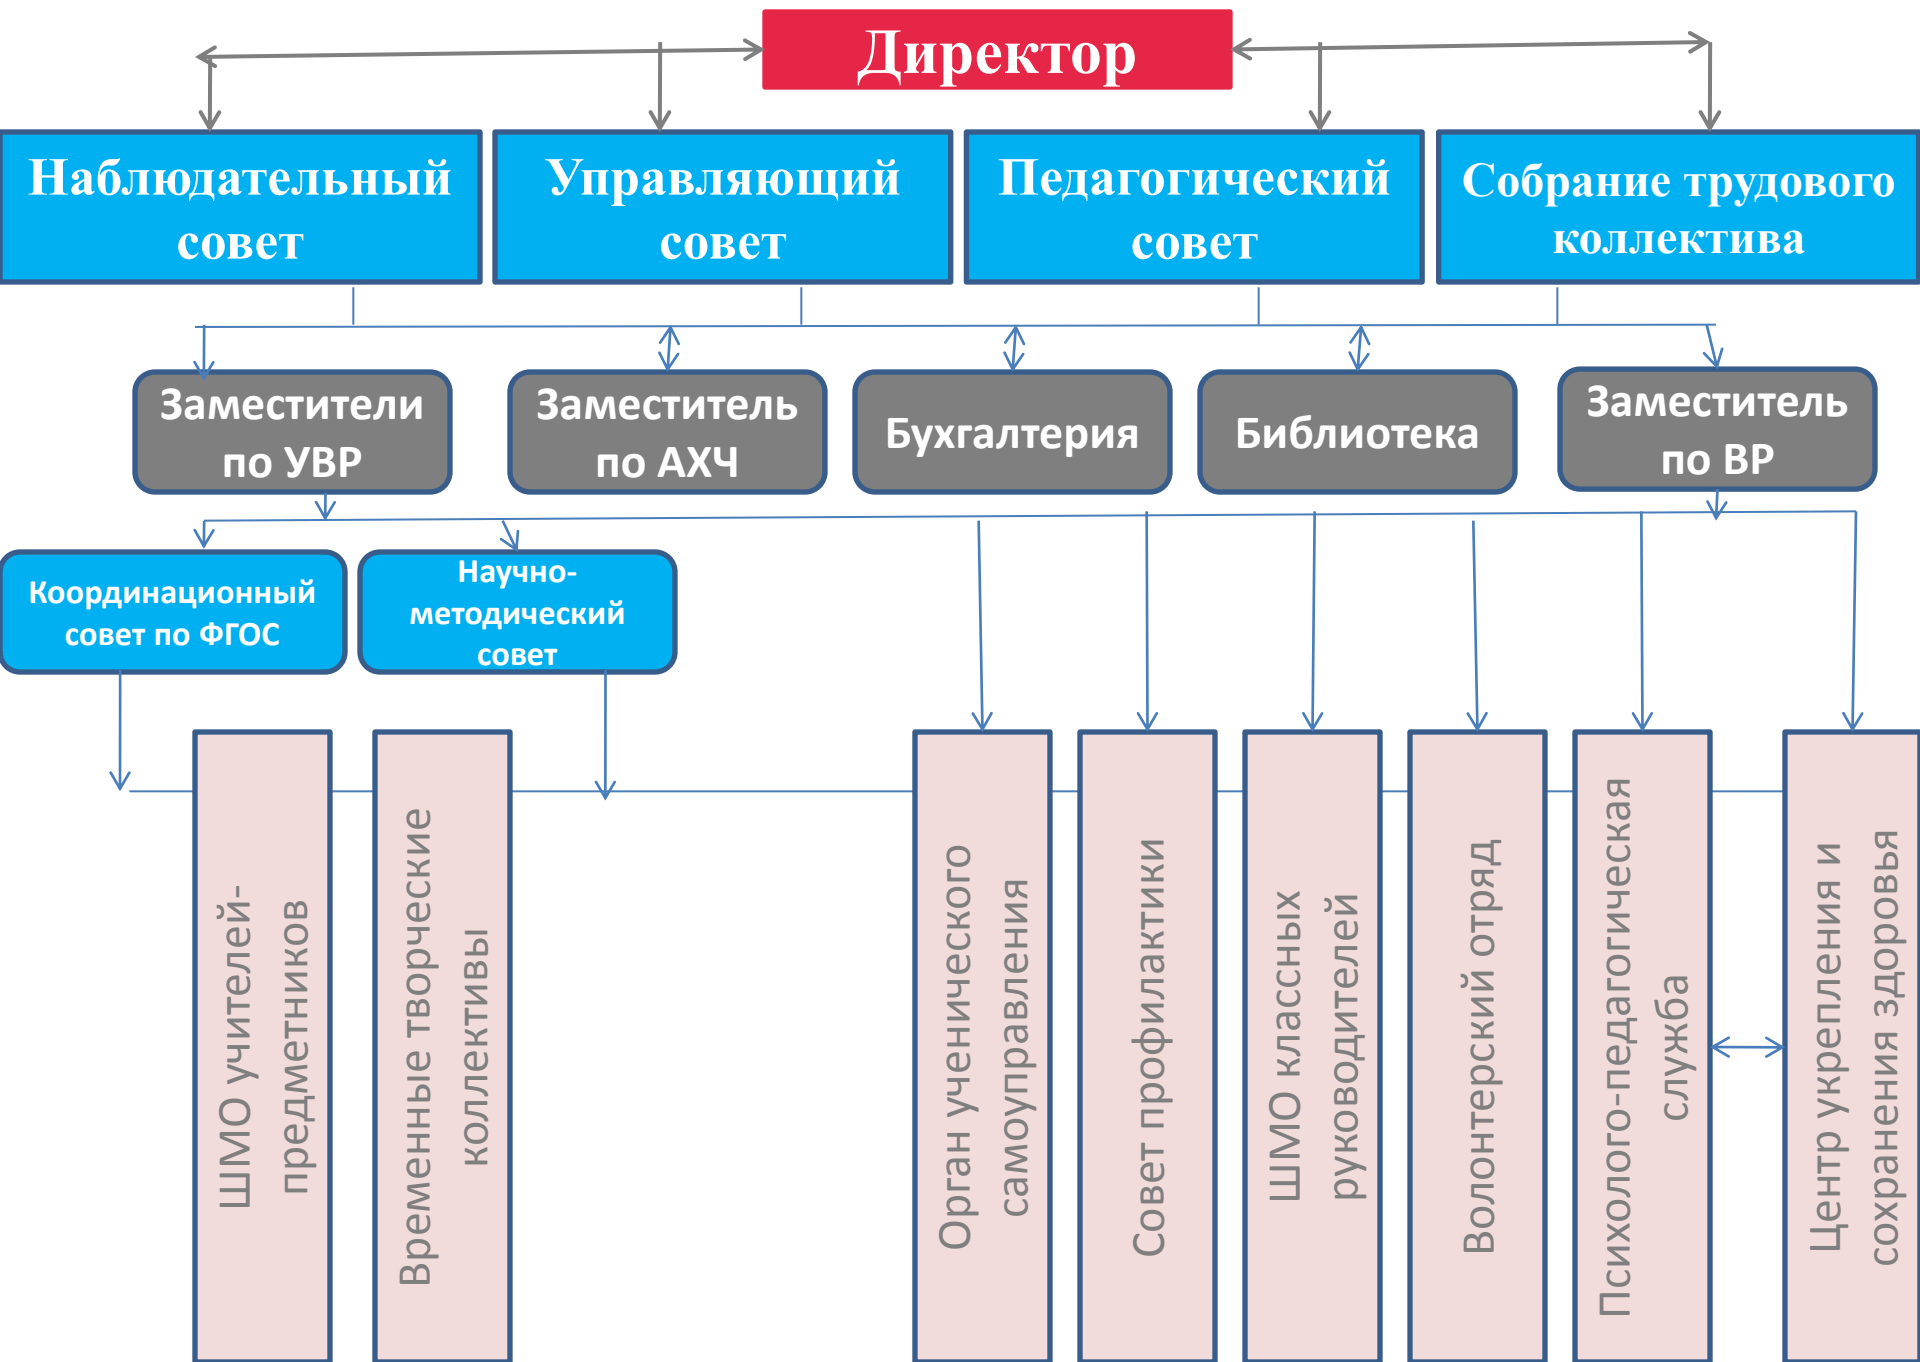 Директор
Наблюдательный
совет
Управляющий
совет
Педагогический
совет
Собрание трудового
коллектива
Заместители
по УВР
Заместитель
по АХЧ
Бухгалтерия
Библиотека
Заместитель
по ВР
Координационный
совет по ФГОС
Научно-
методический
совет
ШМО учителей-
предметников
Временные творческие
коллективы
Орган ученического
самоуправления
Совет профилактики
ШМО классных
руководителей
Волонтерский отряд
Психолого-педагогическая
служба
Центр укрепления и
сохранения здоровья